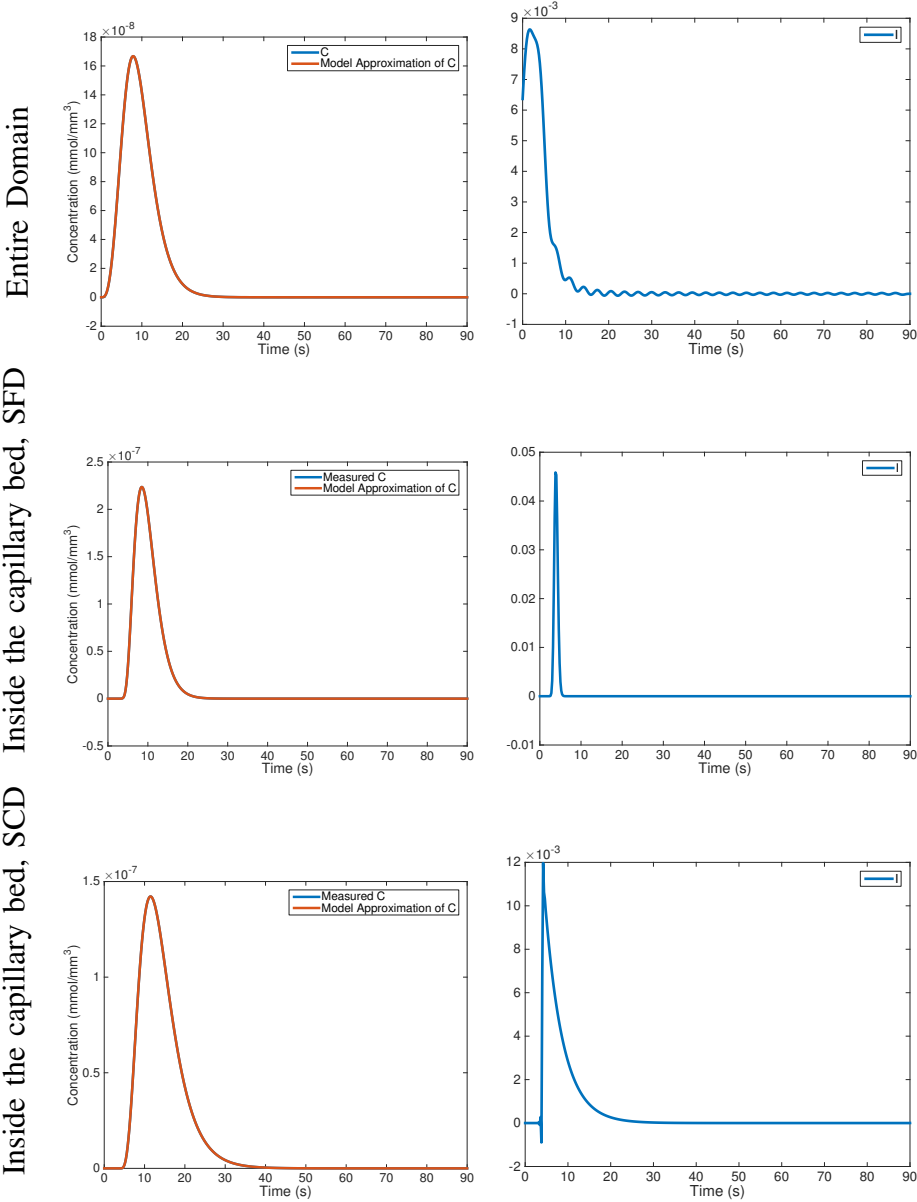 Entire Domain
×10⁻⁸
18
16
14
12
10
8
6
4
2
0
-2
0 10 20 30 40 50 60 70 80 90
Time (s)
Concentration (mmol/mm³)
C
Model Approximation of C
×10⁻³
9
8
7
6
5
4
3
2
1
0
-1
0 10 20 30 40 50 60 70 80 90
Time (s)
I
Inside the capillary bed, SFD
×10⁻⁷
2.5
2
1.5
1
0.5
0
-0.5
0 10 20 30 40 50 60 70 80 90
Time (s)
Concentration (mmol/mm³)
Measured C
Model Approximation of C
0.05
0.04
0.03
0.02
0.01
0
-0.01
0 10 20 30 40 50 60 70 80 90
Time (s)
I
Inside the capillary bed, SCD
×10⁻⁷
1.5
1
0.5
0
0 10 20 30 40 50 60 70 80 90
Time (s)
Concentration (mmol/mm³)
Measured C
Model Approximation of C
×10⁻³
12
10
8
6
4
2
0
-2
0 10 20 30 40 50 60 70 80 90
Time (s)
I